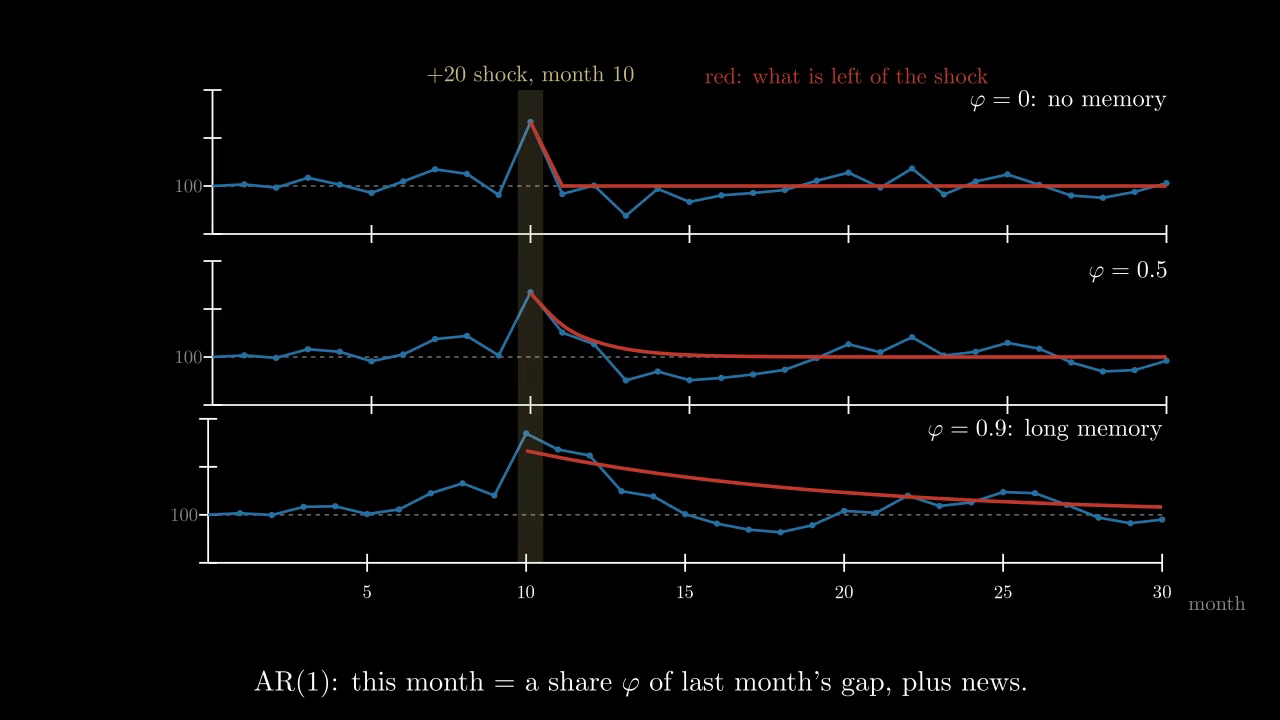 +20 shock, month 10
red: what is left of the shock
φ = 0: no memory
100
φ = 0.5
100
φ = 0.9: long memory
100
5 10 15 20 25 30
month
AR(1): this month = a share φ of last month's gap, plus news.